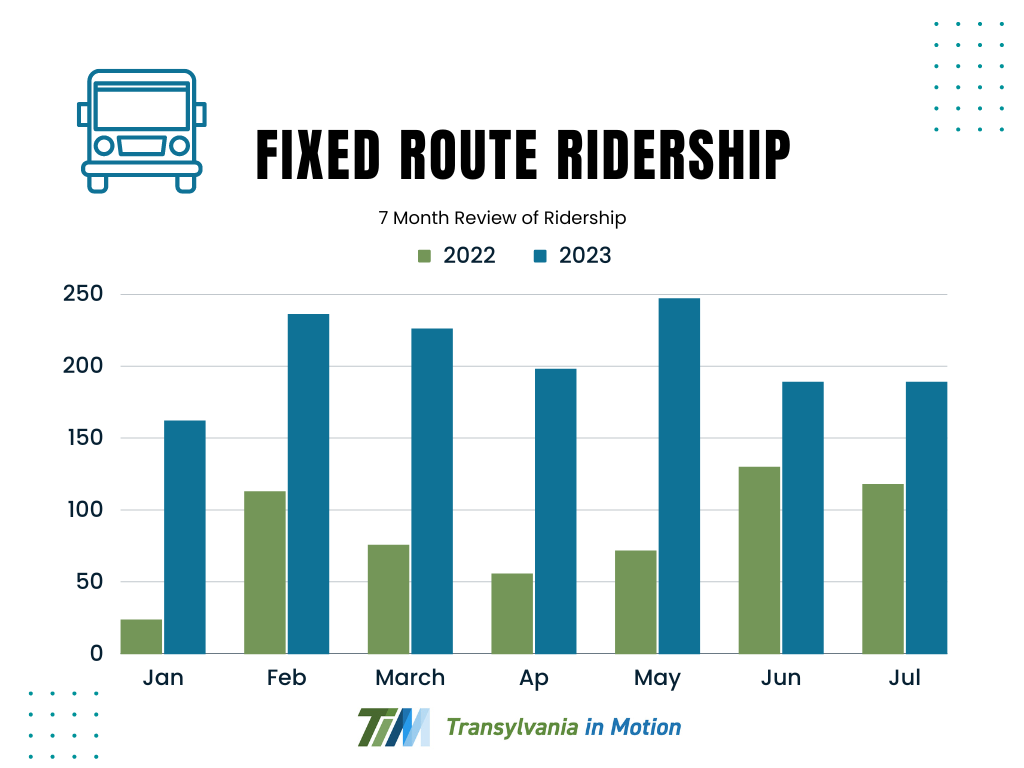 FIXED ROUTE RIDERSHIP
7 Month Review of Ridership
2022 2023
250
200
150
100
50
0
Jan Feb March Ap May Jun Jul
TIM Transylvania in Motion